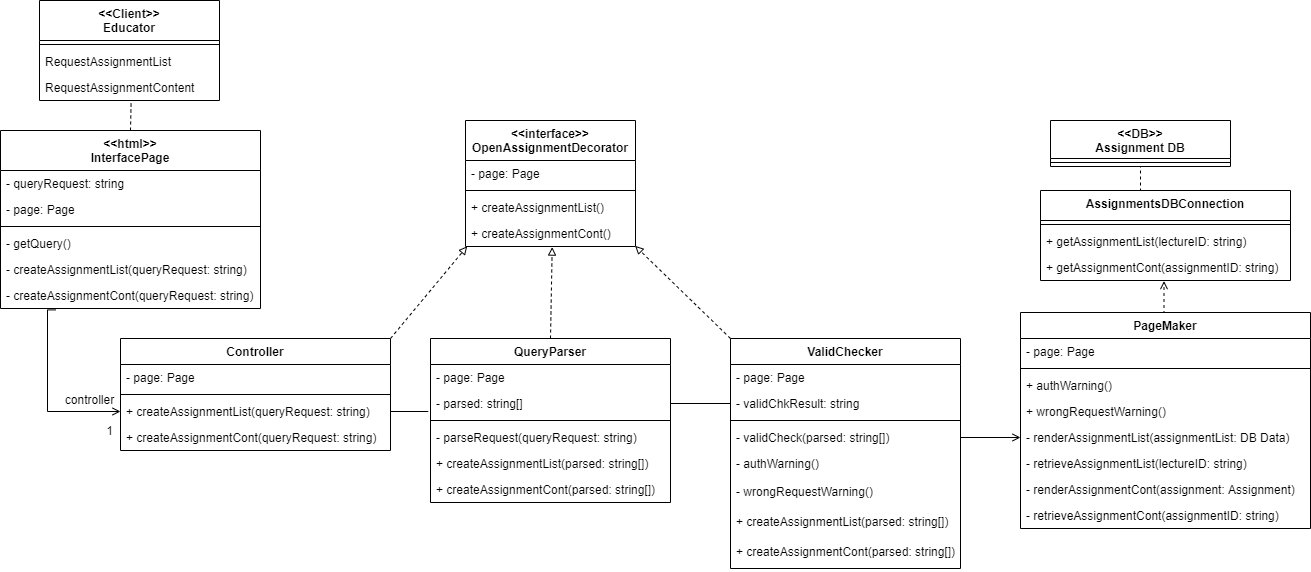 <<Client>>
Educator
RequestAssignmentList
RequestAssignmentContent
<<html>>
InterfacePage
- queryRequest: string
- page: Page
- getQuery()
- createAssignmentList(queryRequest: string)
- createAssignmentCont(queryRequest: string)
controller
1
<<interface>>
OpenAssignmentDecorator
- page: Page
+ createAssignmentList()
+ createAssignmentCont()
<<DB>>
Assignment DB
AssignmentsDBConnection
+ getAssignmentList(lectureID: string)
+ getAssignmentCont(assignmentID: string)
Controller
- page: Page
+ createAssignmentList(queryRequest: string)
+ createAssignmentCont(queryRequest: string)
QueryParser
- page: Page
- parsed: string[]
- parseRequest(queryRequest: string)
+ createAssignmentList(parsed: string[])
+ createAssignmentCont(parsed: string[])
ValidChecker
- page: Page
- validChkResult: string
- validCheck(parsed: string[])
- authWarning()
- wrongRequestWarning()
+ createAssignmentList(parsed: string[])
+ createAssignmentCont(parsed: string[])
PageMaker
- page: Page
+ authWarning()
+ wrongRequestWarning()
- renderAssignmentList(assignmentList: DB Data)
- retrieveAssignmentList(lectureID: string)
- renderAssignmentCont(assignment: Assignment)
- retrieveAssignmentCont(assignmentID: string)